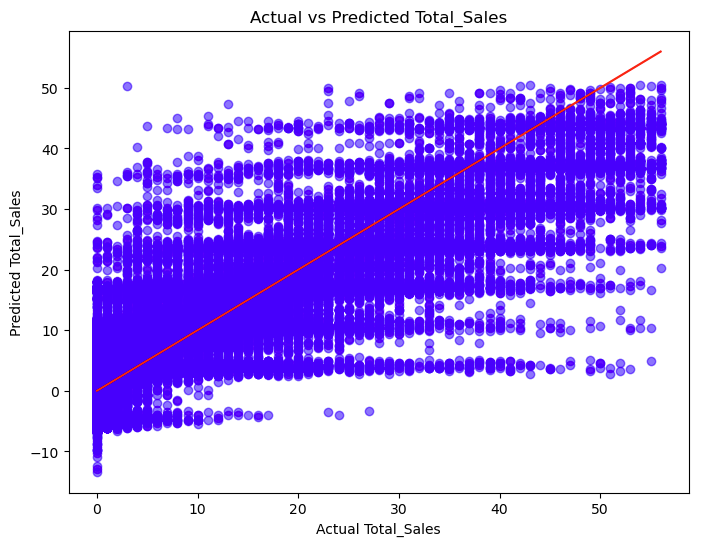 Actual vs Predicted Total_Sales
Predicted Total_Sales
50
40
30
20
10
0
−10
0 10 20 30 40 50
Actual Total_Sales